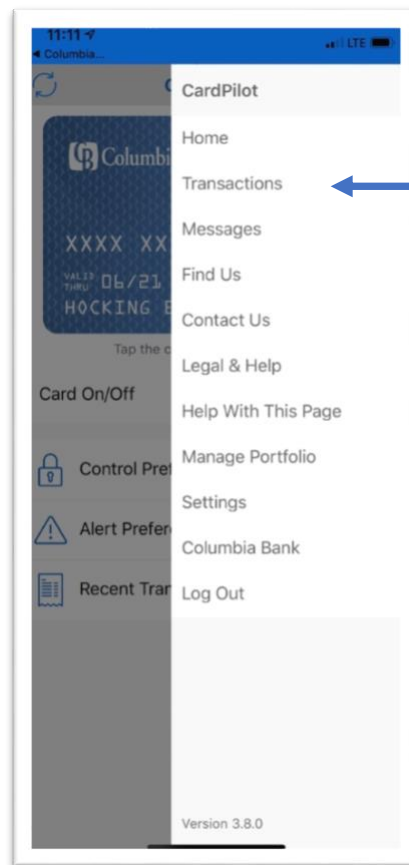 11:11
LTE
◄ Columbia...
CardPilot
Home
Columbi
Transactions
Messages
XXXX XX
Find Us
VALID THRU 06/21
HOCKING
Contact Us
Tap the c
Legal & Help
Card On/Off
Help With This Page
Manage Portfolio
Control Pref
Settings
Alert Prefer
Columbia Bank
Recent Tran
Log Out
Version 3.8.0